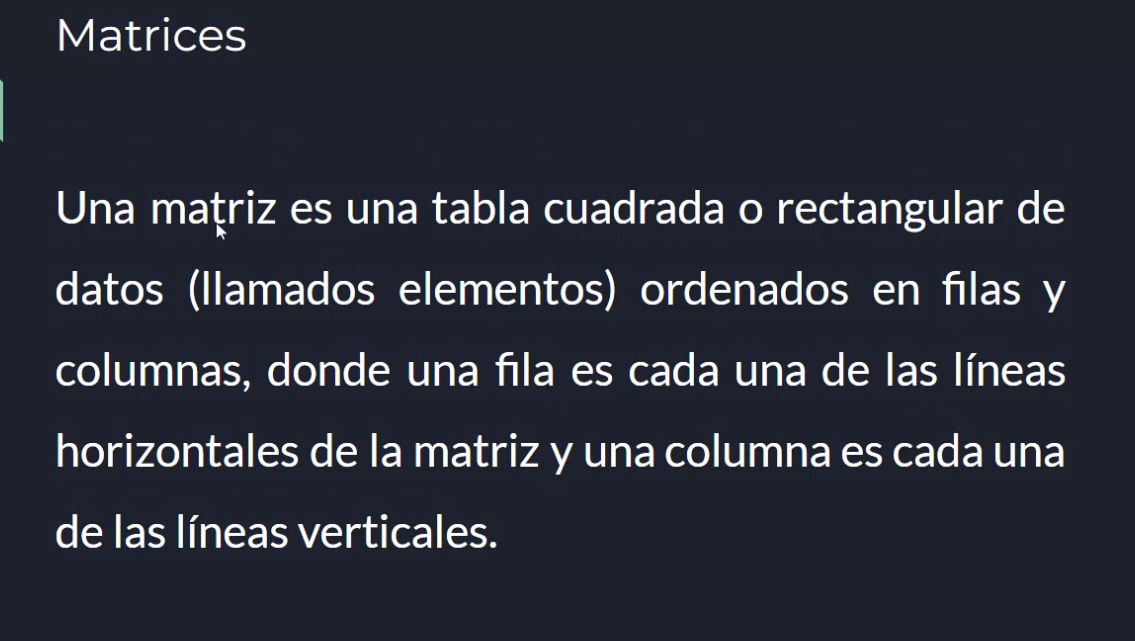 Matrices
Una matriz es una tabla cuadrada o rectangular de
datos (llamados elementos) ordenados en filas y
columnas, donde una fila es cada una de las líneas
horizontales de la matriz y una columna es cada una
de las líneas verticales.